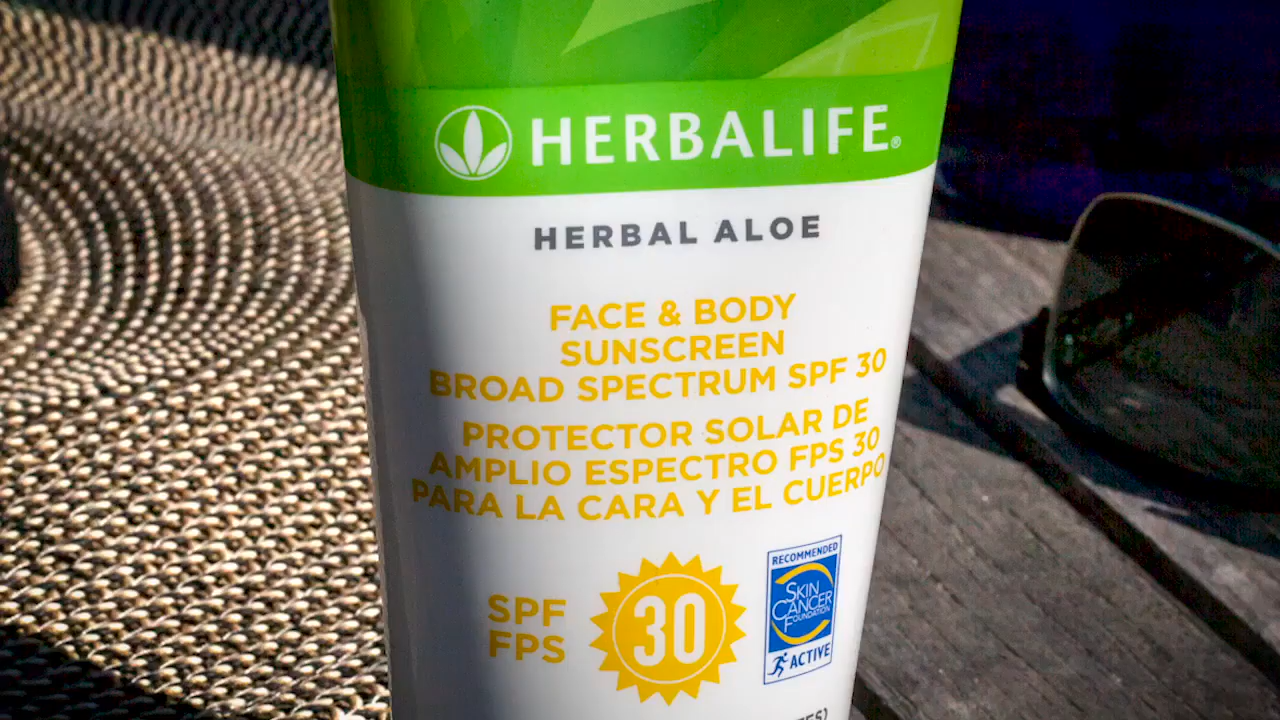 HERBALIFE®
HERBAL ALOE
FACE & BODY
SUNSCREEN
BROAD SPECTRUM SPF 30
PROTECTOR SOLAR DE
AMPLIO ESPECTRO FPS 30
PARA LA CARA Y EL CUERPO
SPF
FPS
30
RECOMMENDED
SKIN
CANCER
FOUNDATION
ACTIVE